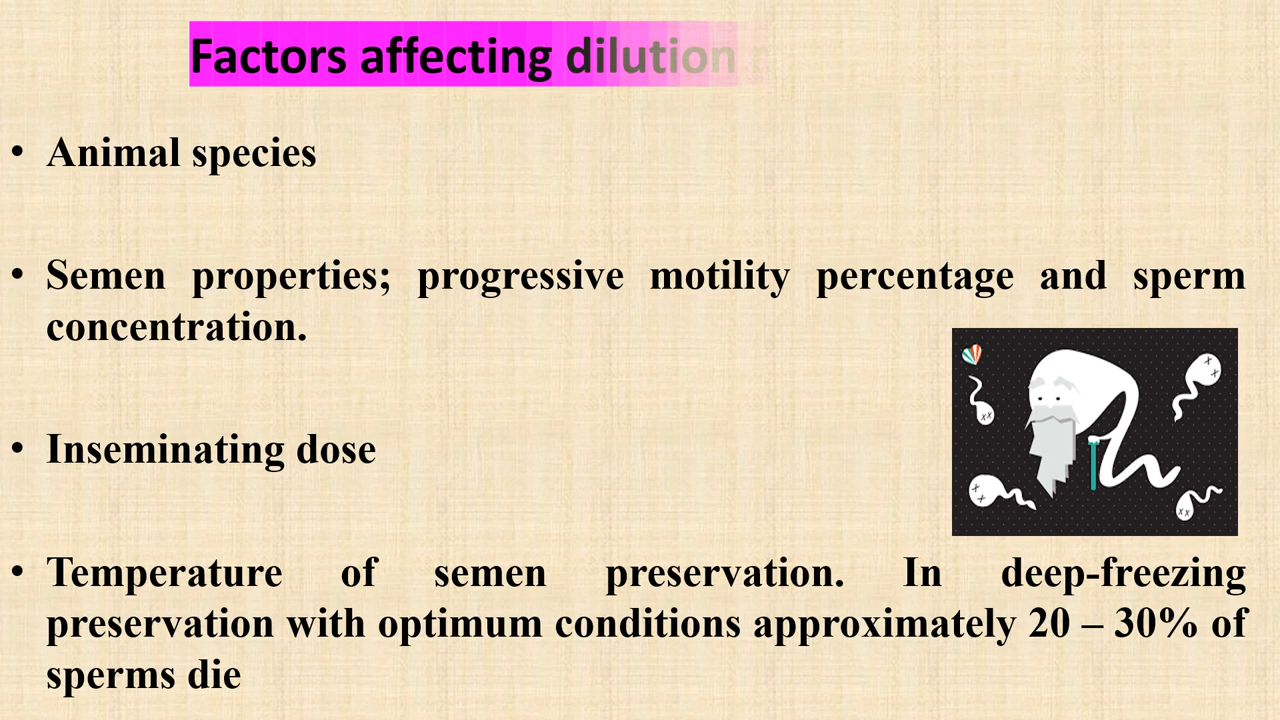 Factors affecting dilution
• Animal species
• Semen properties; progressive motility percentage and sperm
concentration.
• Inseminating dose
• Temperature of semen preservation. In deep-freezing
preservation with optimum conditions approximately 20 – 30% of
sperms die